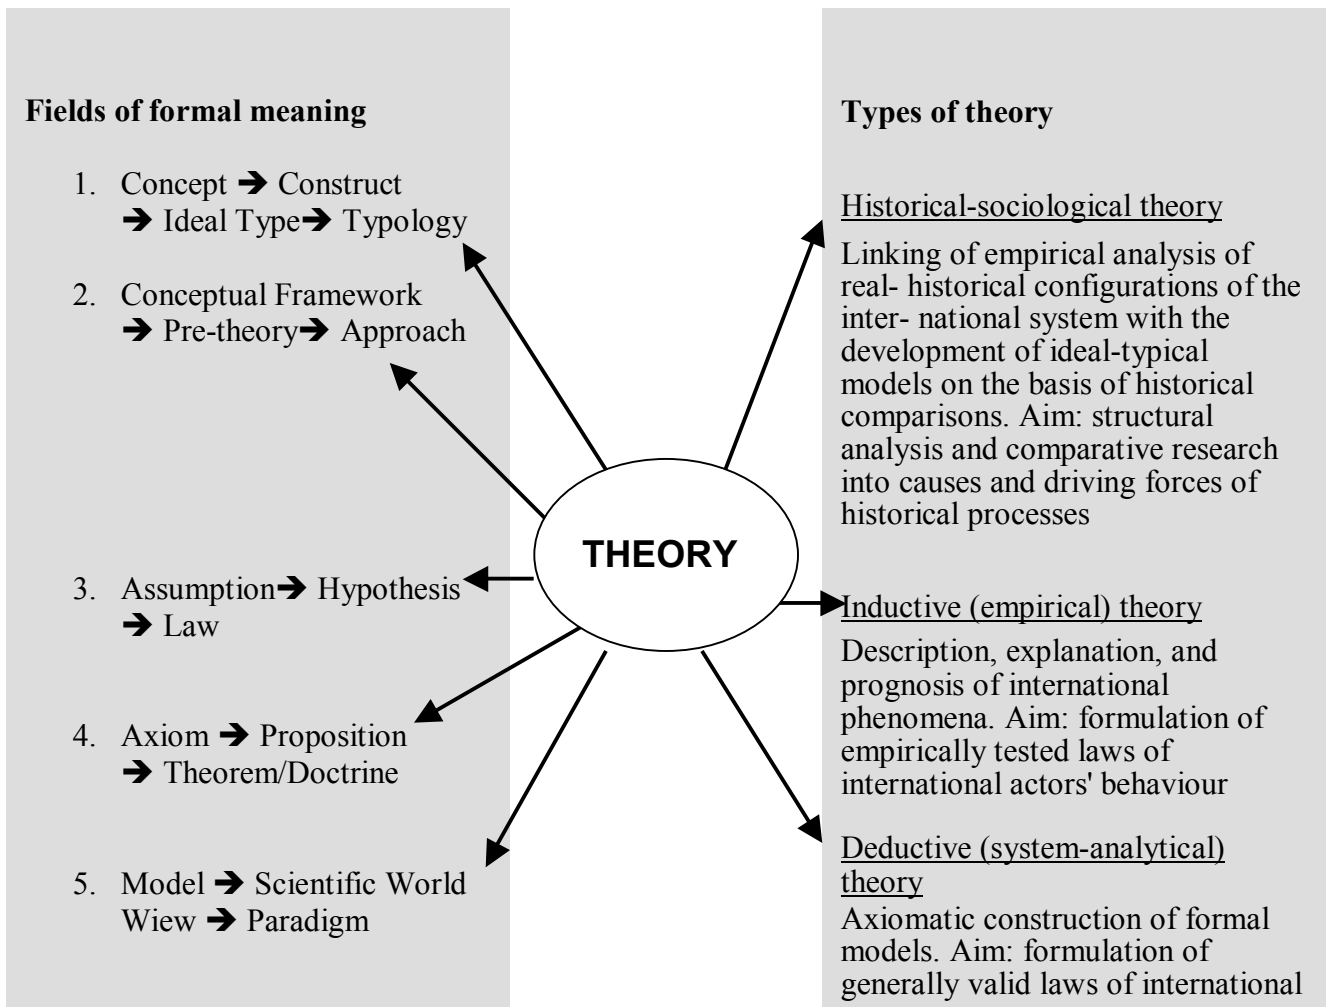 Fields of formal meaning
1. Concept ➔ Construct
➔ Ideal Type➔ Typology
2. Conceptual Framework
➔ Pre-theory➔ Approach
3. Assumption➔ Hypothesis
➔ Law
4. Axiom ➔ Proposition
➔ Theorem/Doctrine
5. Model ➔ Scientific World
Wiew ➔ Paradigm
THEORY
Types of theory
Historical-sociological theory
Linking of empirical analysis of
real- historical configurations of the
inter- national system with the
development of ideal-typical
models on the basis of historical
comparisons. Aim: structural
analysis and comparative research
into causes and driving forces of
historical processes
Inductive (empirical) theory
Description, explanation, and
prognosis of international
phenomena. Aim: formulation of
empirically tested laws of
international actors' behaviour
Deductive (system-analytical)
theory
Axiomatic construction of formal
models. Aim: formulation of
generally valid laws of international